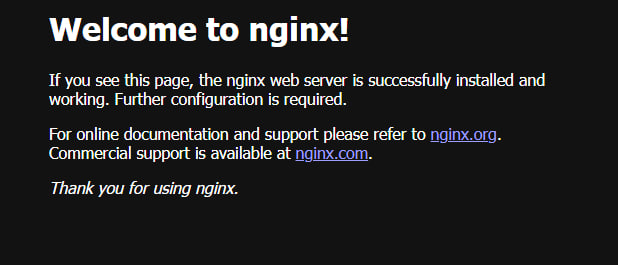 Welcome to nginx!
If you see this page, the nginx web server is successfully installed and
working. Further configuration is required.
For online documentation and support please refer to nginx.org.
Commercial support is available at nginx.com.
Thank you for using nginx.